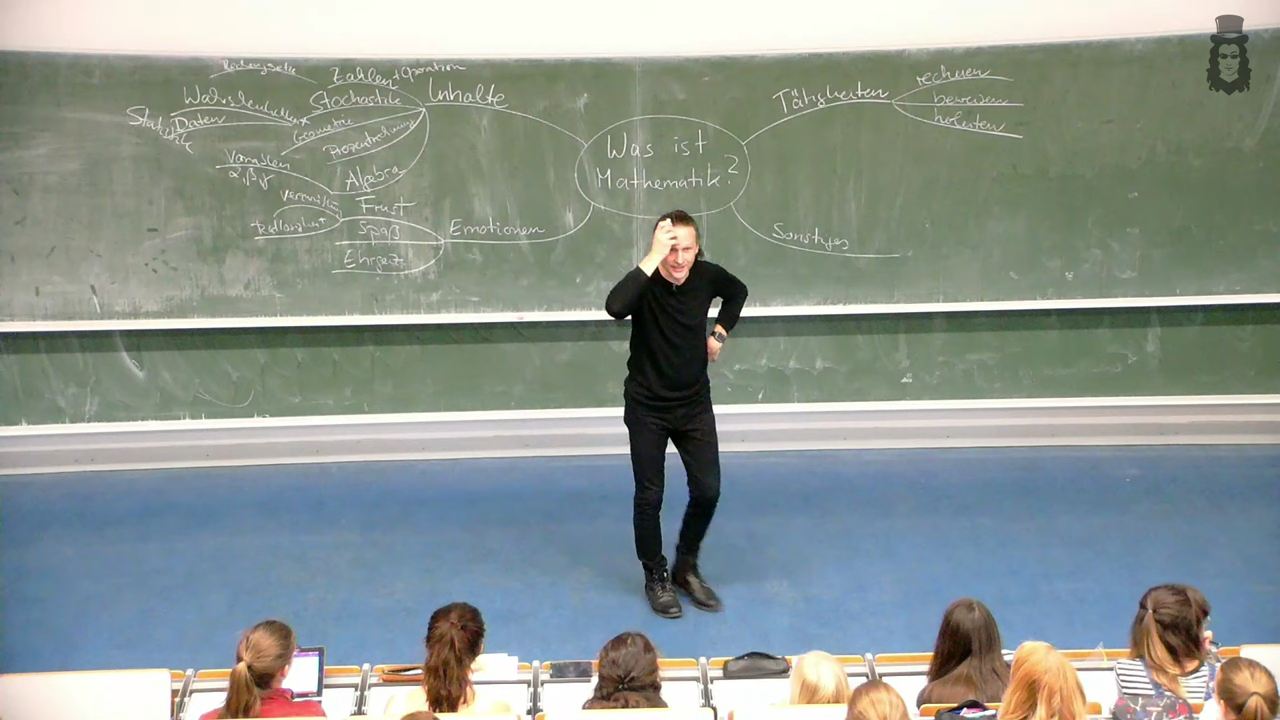 Was ist
Mathematik?
Inhalte
Zahlen + Operation
Stochastik
Wahrscheinlichkeit
Daten
Statistik
Geometrie
Prozentrechnung
Algebra
Variablen
α, β, γ
Emotionen
Frust
Spaß
Ehrgeiz
Tätigkeiten
rechnen
beweisen
Sonstiges